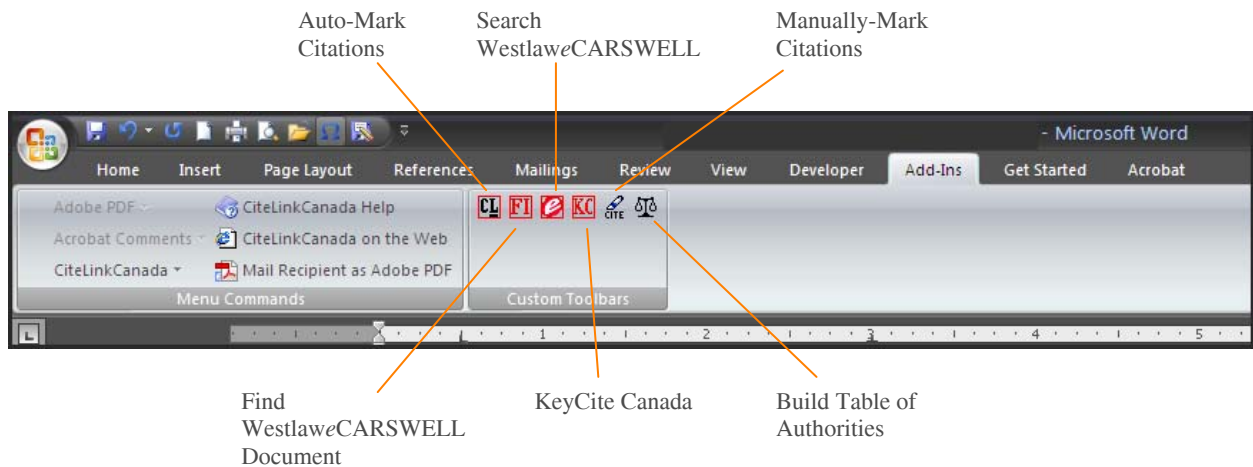 Auto-Mark
Citations
Search
WestlaweCARSWELL
Manually-Mark
Citations
- Microsoft Word
Home Insert Page Layout References Mailings Review View Developer Add-Ins Get Started Acrobat
Adobe PDF
CiteLinkCanada Help
Acrobat Comments
CiteLinkCanada on the Web
CiteLinkCanada
Mail Recipient as Adobe PDF
Menu Commands
CL FI e KC CITE
Custom Toolbars
L
1 1 2 3 4 5
Find
WestlaweCARSWELL
Document
KeyCite Canada
Build Table of
Authorities